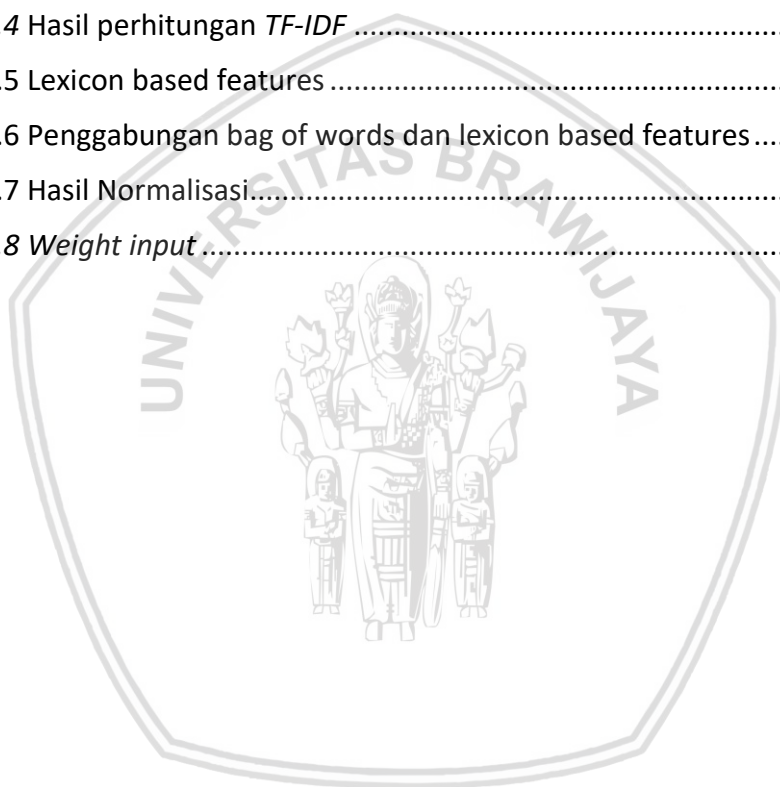 .4 Hasil perhitungan TF-IDF ....................................................................
.5 Lexicon based features ........................................................................
.6 Penggabungan bag of words dan lexicon based features ....
.7 Hasil Normalisasi....................................................................................
.8 Weight input ...........................................................................................
UNIVERSITAS BRAWIJAYA